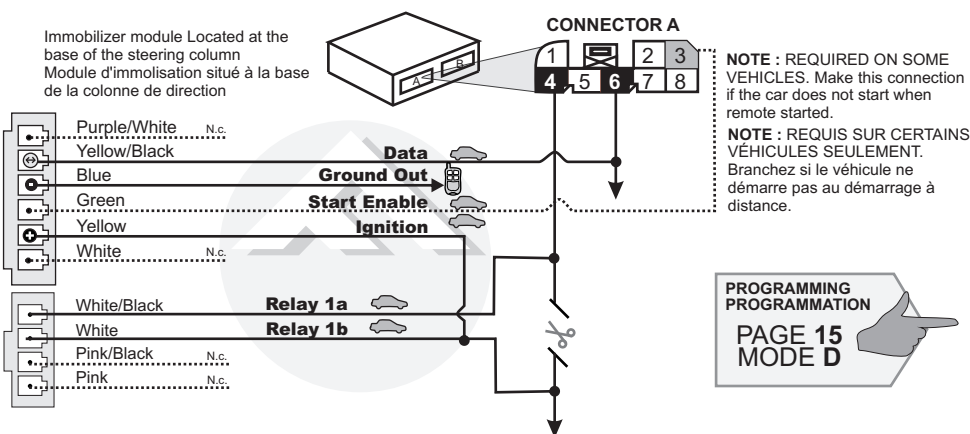 Immobilizer module Located at the
base of the steering column
Module d'immolisation situé à la base
de la colonne de direction
A
B
CONNECTOR A
1
2
3
4
5
6
7
8
NOTE : REQUIRED ON SOME
VEHICLES. Make this connection
if the car does not start when
remote started.
NOTE : REQUIS SUR CERTAINS
VÉHICULES SEULEMENT.
Branchez si le véhicule ne
démarre pas au démarrage à
distance.
Purple/White N.c.
Yellow/Black Data
Blue Ground Out
Green Start Enable
Yellow Ignition
White N.c.
White/Black Relay 1a
White Relay 1b
Pink/Black N.c.
Pink N.c.
PROGRAMMING
PROGRAMMATION
PAGE 15
MODE D